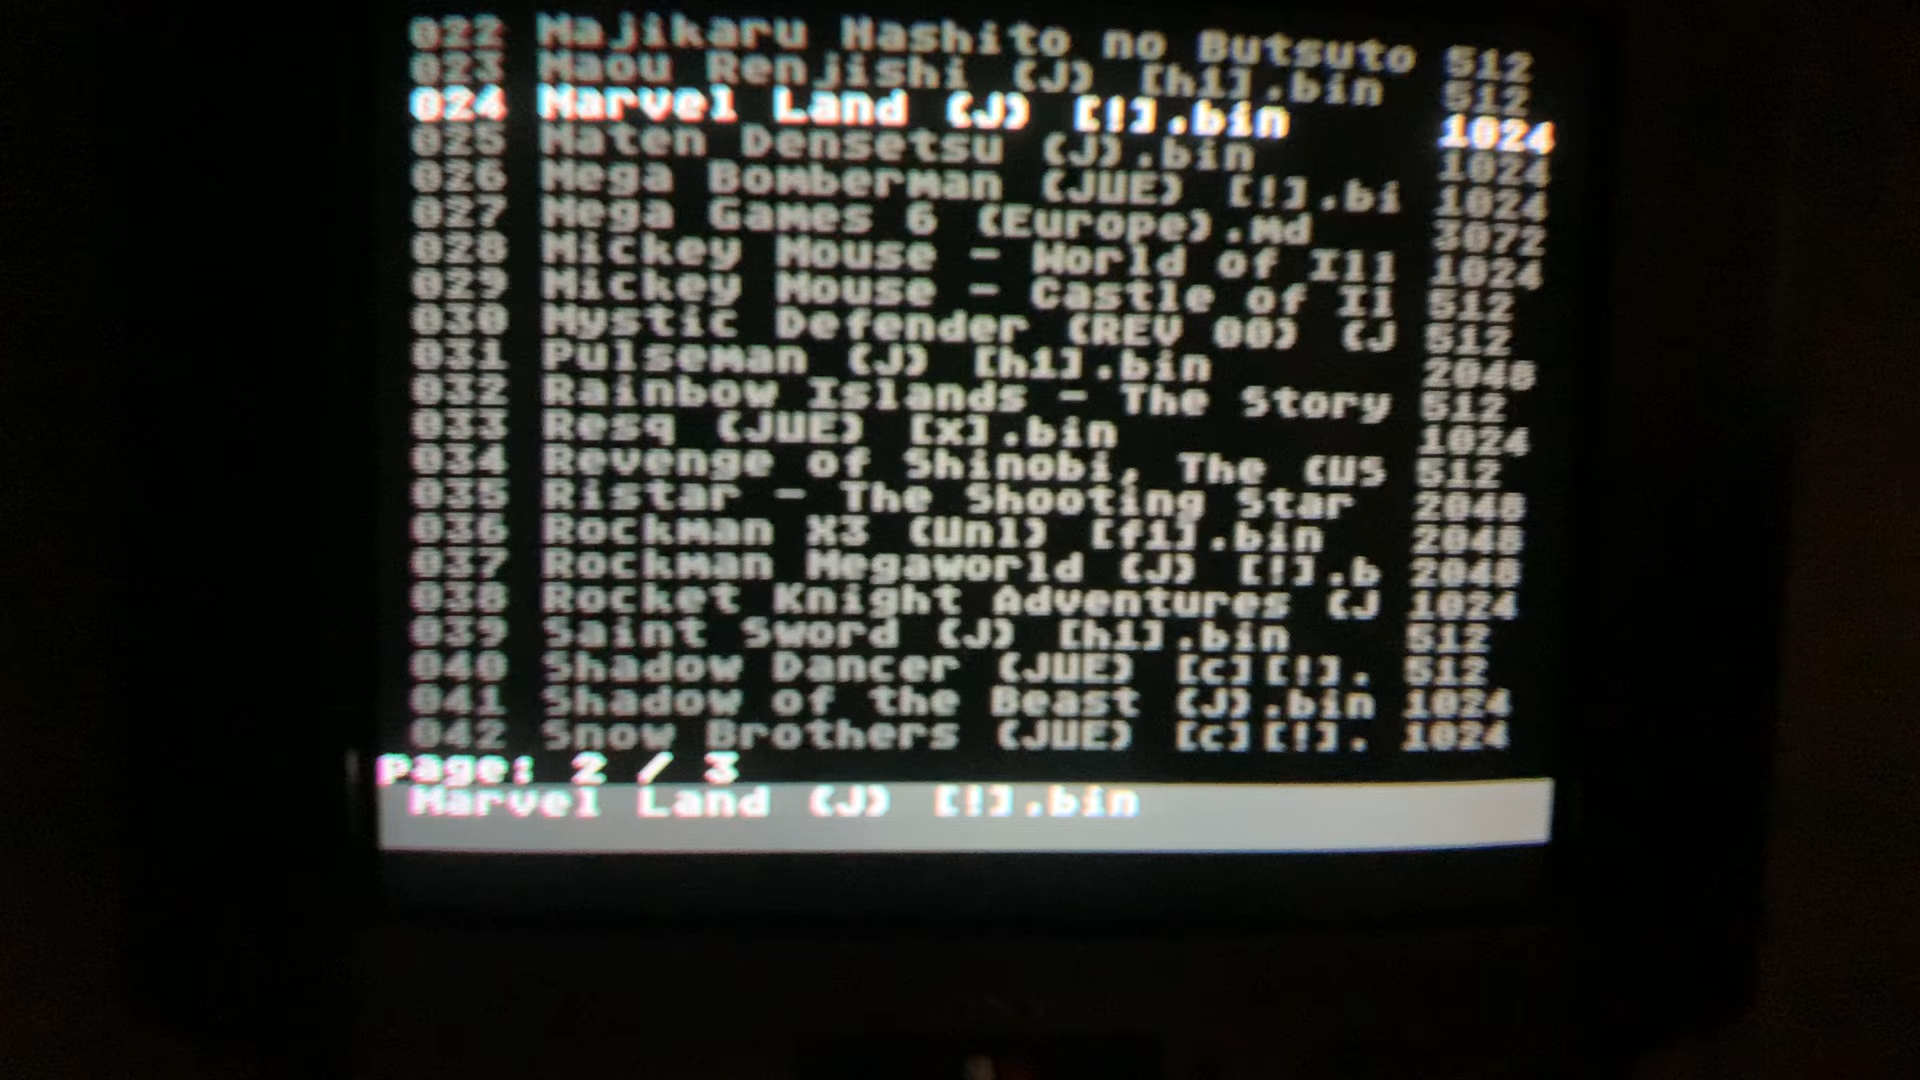 022 Majikaru Hashito no Butsuto 512
023 Maou Renjishi (J) [h1].bin 512
024 Marvel Land (J) [!].bin 1024
025 Maten Densetsu (J).bin 1024
026 Mega Bomberman (JUE) [!].bi 1024
027 Mega Games 6 (Europe).md 3072
028 Mickey Mouse - World of Ill 1024
029 Mickey Mouse - Castle of Il 512
030 Mystic Defender (REV 00) (J 512
031 Pulseman (J) [h1].bin 2048
032 Rainbow Islands - The Story 512
033 Resq (JUE) [x].bin 1024
034 Revenge of Shinobi, The (US 512
035 Ristar - The Shooting Star 2048
036 Rockman X3 (Unl) [f1].bin 2048
037 Rockman Megaworld (J) [!].b 2048
038 Rocket Knight Adventures (J 1024
039 Saint Sword (J) [h1].bin 512
040 Shadow Dancer (JUE) [c][!]. 512
041 Shadow of the Beast (J).bin 1024
042 Snow Brothers (JUE) [c][!]. 1024
page: 2 / 3
Marvel Land (J) [!].bin